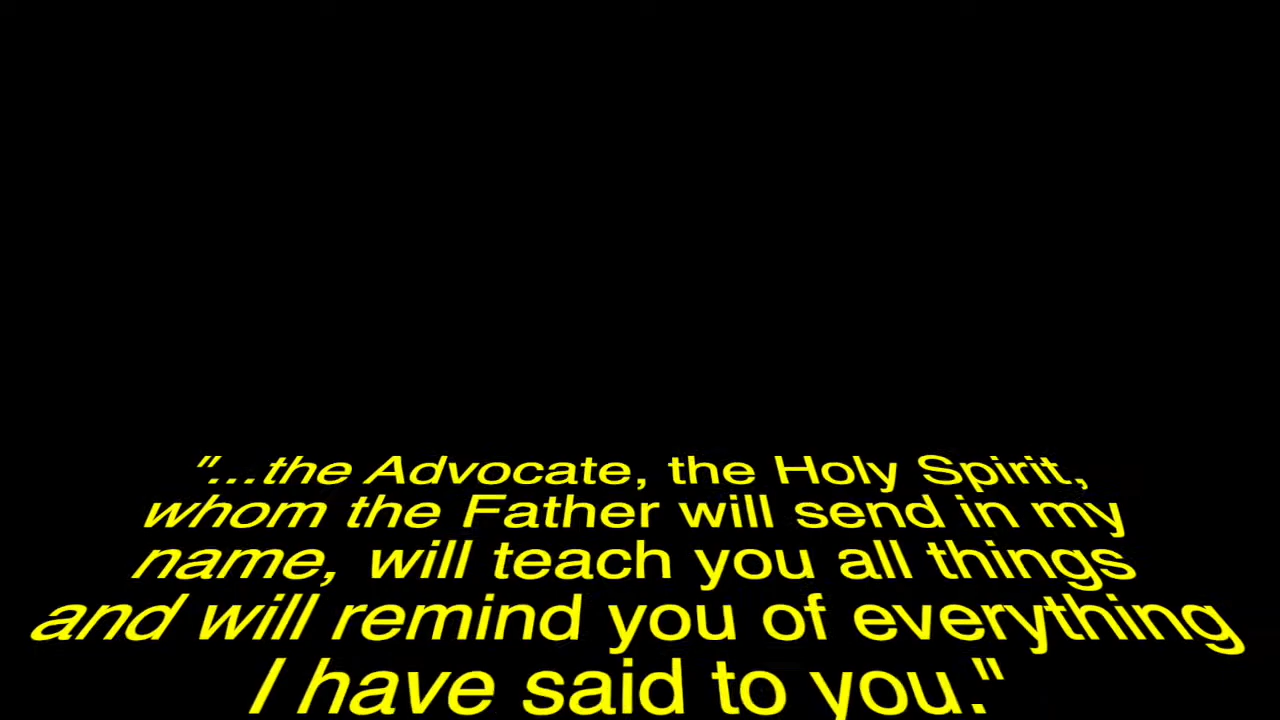 "...the Advocate, the Holy Spirit,
whom the Father will send in my
name, will teach you all things
and will remind you of everything
I have said to you."